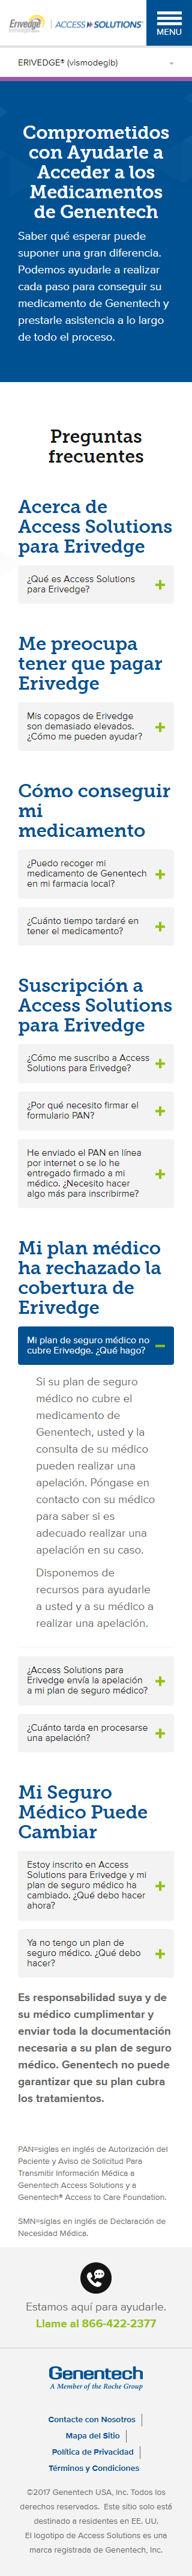 Erivedge
ACCESS SOLUTIONS®
MENU
ERIVEDGE® (vismodegib)
Comprometidos
con Ayudarle a
Acceder a los
Medicamentos
de Genentech
Saber qué esperar puede
suponer una gran diferencia.
Podemos ayudarle a realizar
cada paso para conseguir su
medicamento de Genentech y
prestarle asistencia a lo largo
de todo el proceso.
Preguntas
frecuentes
Acerca de
Access Solutions
para Erivedge
¿Qué es Access Solutions
para Erivedge?
Me preocupa
tener que pagar
Erivedge
Mis copagos de Erivedge
son demasiado elevados.
¿Cómo me pueden ayudar?
Cómo conseguir
mi
medicamento
¿Puedo recoger mi
medicamento de Genentech
en mi farmacia local?
¿Cuánto tiempo tardaré en
tener el medicamento?
Suscripción a
Access Solutions
para Erivedge
¿Cómo me suscribo a Access
Solutions para Erivedge?
¿Por qué necesito firmar el
formulario PAN?
He enviado el PAN en línea
por internet o se lo he
entregado firmado a mi
médico. ¿Necesito hacer
algo más para inscribirme?
Mi plan médico
ha rechazado la
cobertura de
Erivedge
Mi plan de seguro médico no
cubre Erivedge. ¿Qué hago?
Si su plan de seguro
médico no cubre el
medicamento de
Genentech, usted y la
consulta de su médico
pueden realizar una
apelación. Póngase en
contacto con su médico
para saber si es
adecuado realizar una
apelación en su caso.
Disponemos de
recursos para ayudarle
a usted y a su médico a
realizar una apelación.
¿Access Solutions para
Erivedge envía la apelación
a mi plan de seguro médico?
¿Cuánto tarda en procesarse
una apelación?
Mi Seguro
Médico Puede
Cambiar
Estoy inscrito en Access
Solutions para Erivedge y mi
plan de seguro médico ha
cambiado. ¿Qué debo hacer
ahora?
Ya no tengo un plan de
seguro médico. ¿Qué debo
hacer?
Es responsabilidad suya y de
su médico cumplimentar y
enviar toda la documentación
necesaria a su plan de seguro
médico. Genentech no puede
garantizar que su plan cubra
los tratamientos.
PAN=siglas en inglés de Autorización del
Paciente y Aviso de Solicitud Para
Transmitir Información Médica a
Genentech Access Solutions y a
Genentech® Access to Care Foundation.
SMN=siglas en inglés de Declaración de
Necesidad Médica.
Estamos aquí para ayudarle.
Llame al 866-422-2377
Genentech
A Member of the Roche Group
Contacte con Nosotros
Mapa del Sitio
Política de Privacidad
Términos y Condiciones
©2017 Genentech USA, Inc. Todos los
derechos reservados. Este sitio solo está
destinado a residentes en EE. UU.
El logotipo de Access Solutions es una
marca registrada de Genentech, Inc.